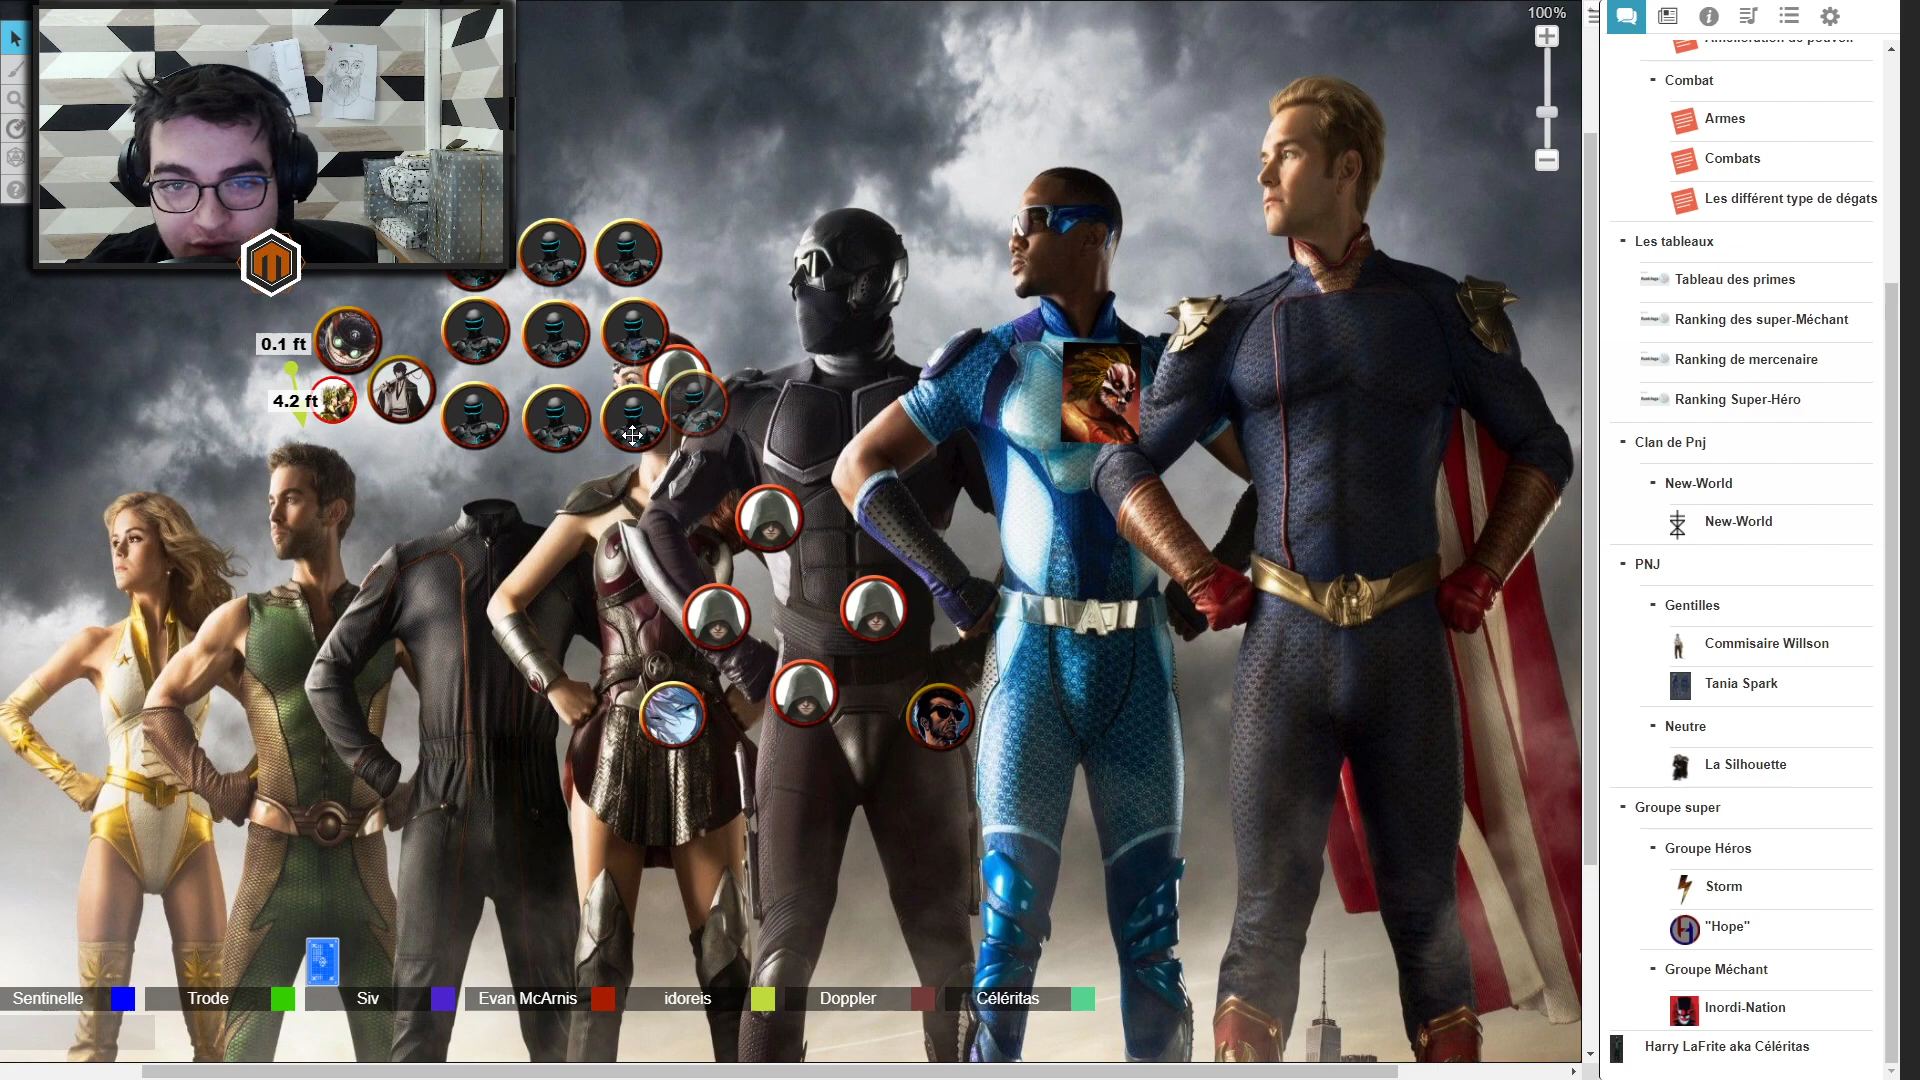 100%
Amélioration de pouvoir
Combat
Armes
Combats
Les différent type de dégats
Les tableaux
Tableau des primes
Ranking des super-Méchant
Ranking de mercenaire
Ranking Super-Héro
Clan de Pnj
New-World
New-World
PNJ
Gentilles
Commisaire Willson
Tania Spark
Neutre
La Silhouette
Groupe super
Groupe Héros
Storm
"Hope"
Groupe Méchant
Inordi-Nation
Harry LaFrite aka Céléritas
0.1 ft
4.2 ft
Sentinelle
Trode
Siv
Evan McArnis
idoreis
Doppler
Céléritas